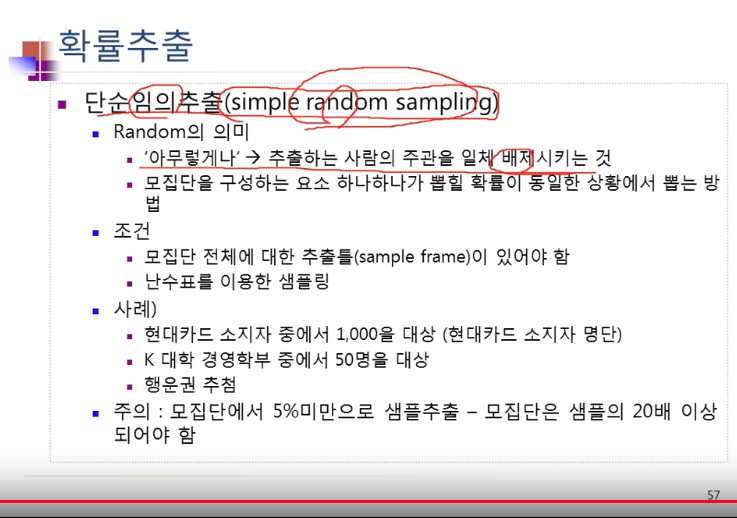 확률추출
단순임의추출(simple random sampling)
Random의 의미
‘아무렇게나’ → 추출하는 사람의 주관을 일체 배제시키는 것
모집단을 구성하는 요소 하나하나가 뽑힐 확률이 동일한 상황에서 뽑는 방
법
조건
모집단 전체에 대한 추출틀(sample frame)이 있어야 함
난수표를 이용한 샘플링
사례)
현대카드 소지자 중에서 1,000을 대상 (현대카드 소지자 명단)
K 대학 경영학부 중에서 50명을 대상
행운권 추첨
주의 : 모집단에서 5%미만으로 샘플추출 – 모집단은 샘플의 20배 이상
되어야 함
57